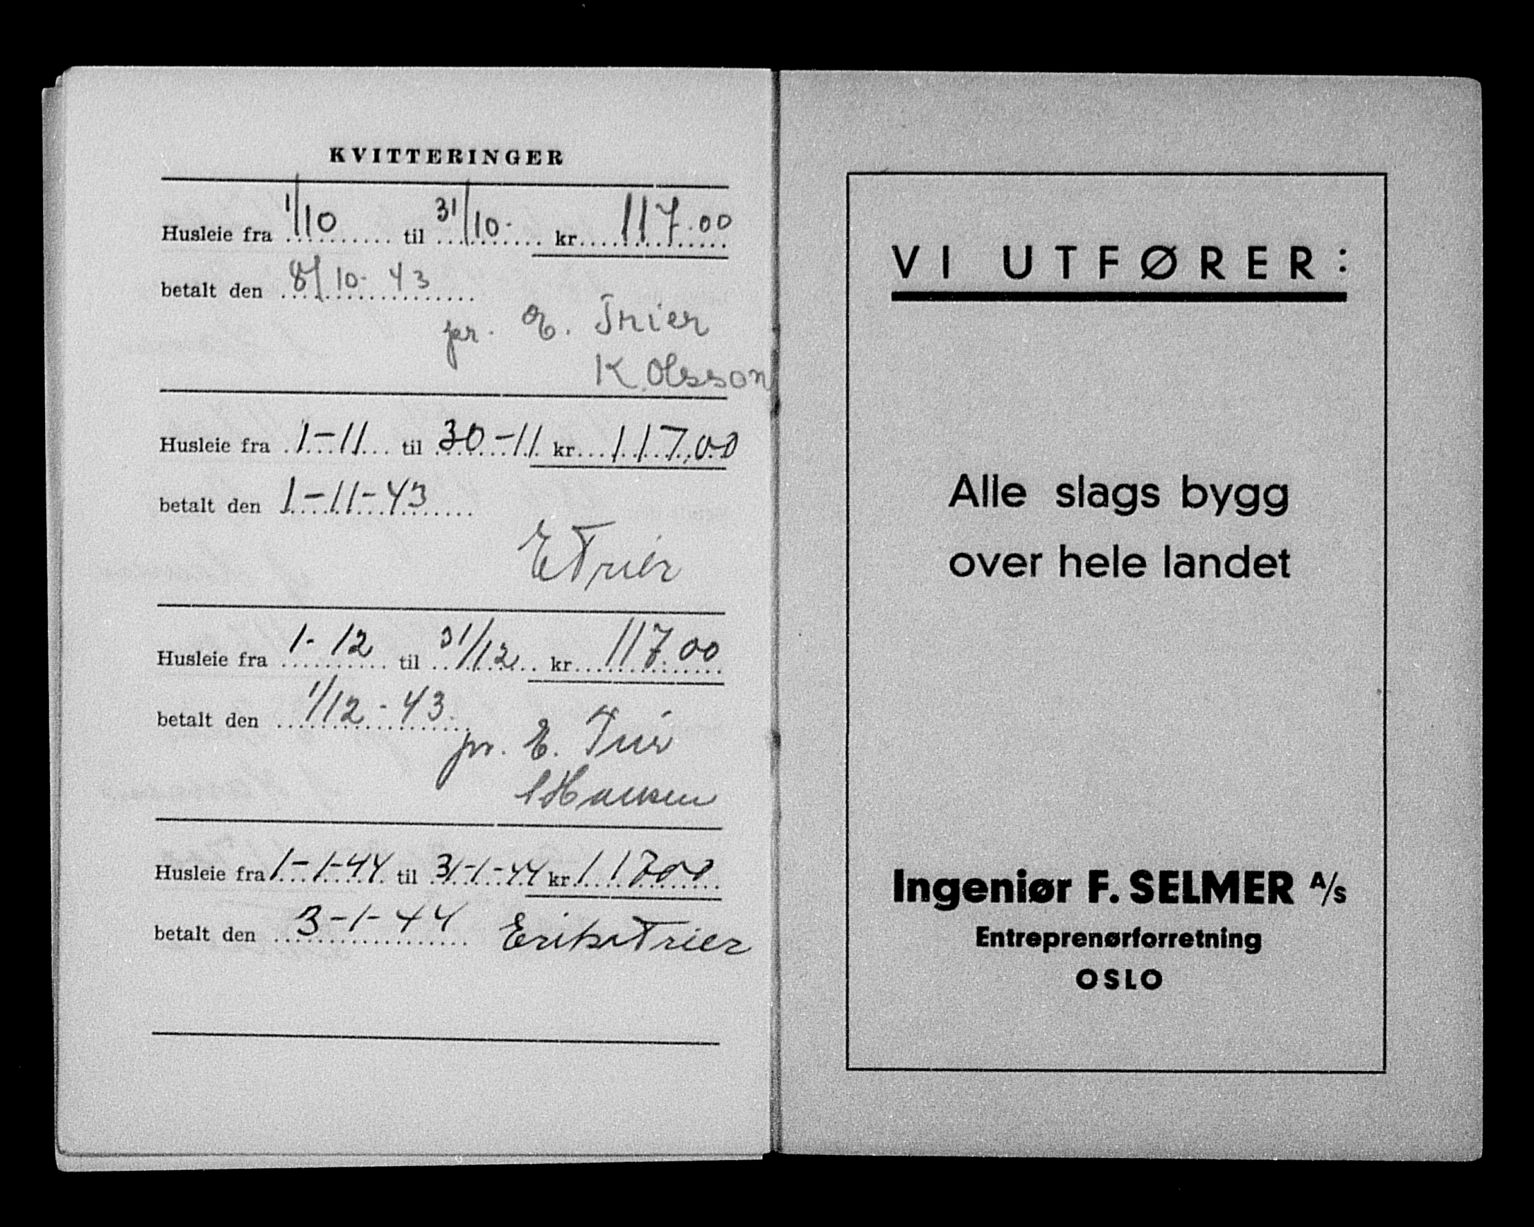 KVITTERINGER
Husleie fra 1/10 til 31/10- kr. 117.00
betalt den 8/10-43
pr. E. Trier
K. Olsson
Husleie fra 1-11 til 30-11 kr. 117,00
betalt den 1-11-43
E Trier
Husleie fra 1-12 til 31/12 kr. 117.00
betalt den 1/12-43
pr. E. Trier
Hansen
Husleie fra 1-1-44 til 31-1-44 kr. 11700
betalt den 3-1-44 Erika Trier
VI UTFØRER:
Alle slags bygg
over hele landet
Ingeniør F. SELMER A/s
Entreprenørforretning
OSLO